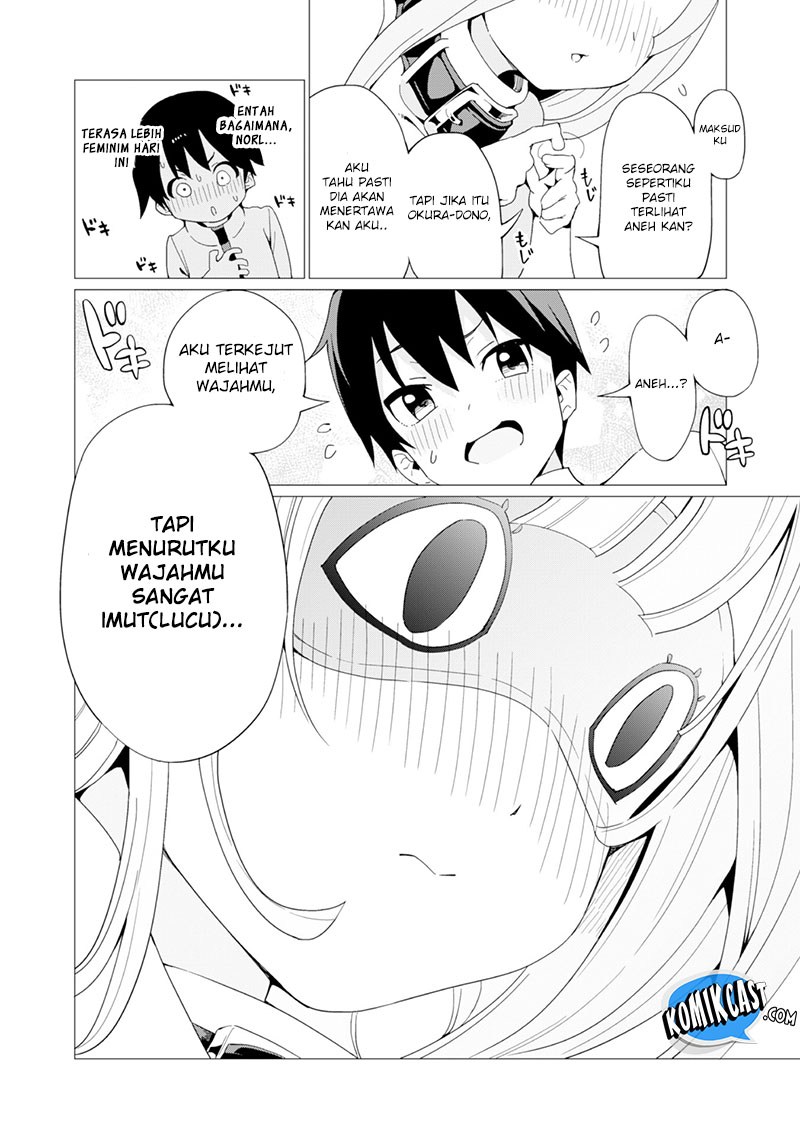 MAKSUD
KU
SESEORANG
SEPERTIKU
PASTI
TERLIHAT
ANEH KAN?
もじ
もじ
TAPI JIKA ITU
OKURA-DONO,
AKU
TAHU PASTI
DIA AKAN
MENERTAWA
KAN AKU..
ドキ
ENTAH
BAGAIMANA,
NORL...
TERASA LEBIH
FEMINIM HARI
INI
ドキ
ドキ
ドキ
A-
ANEH...?
ドキ
AKU TERKEJUT
MELIHAT
WAJAHMU,
ドキ
TAPI
MENURUTKU
WAJAHMU
SANGAT
IMUT(LUCU)...
KOMIKCAST
.COM